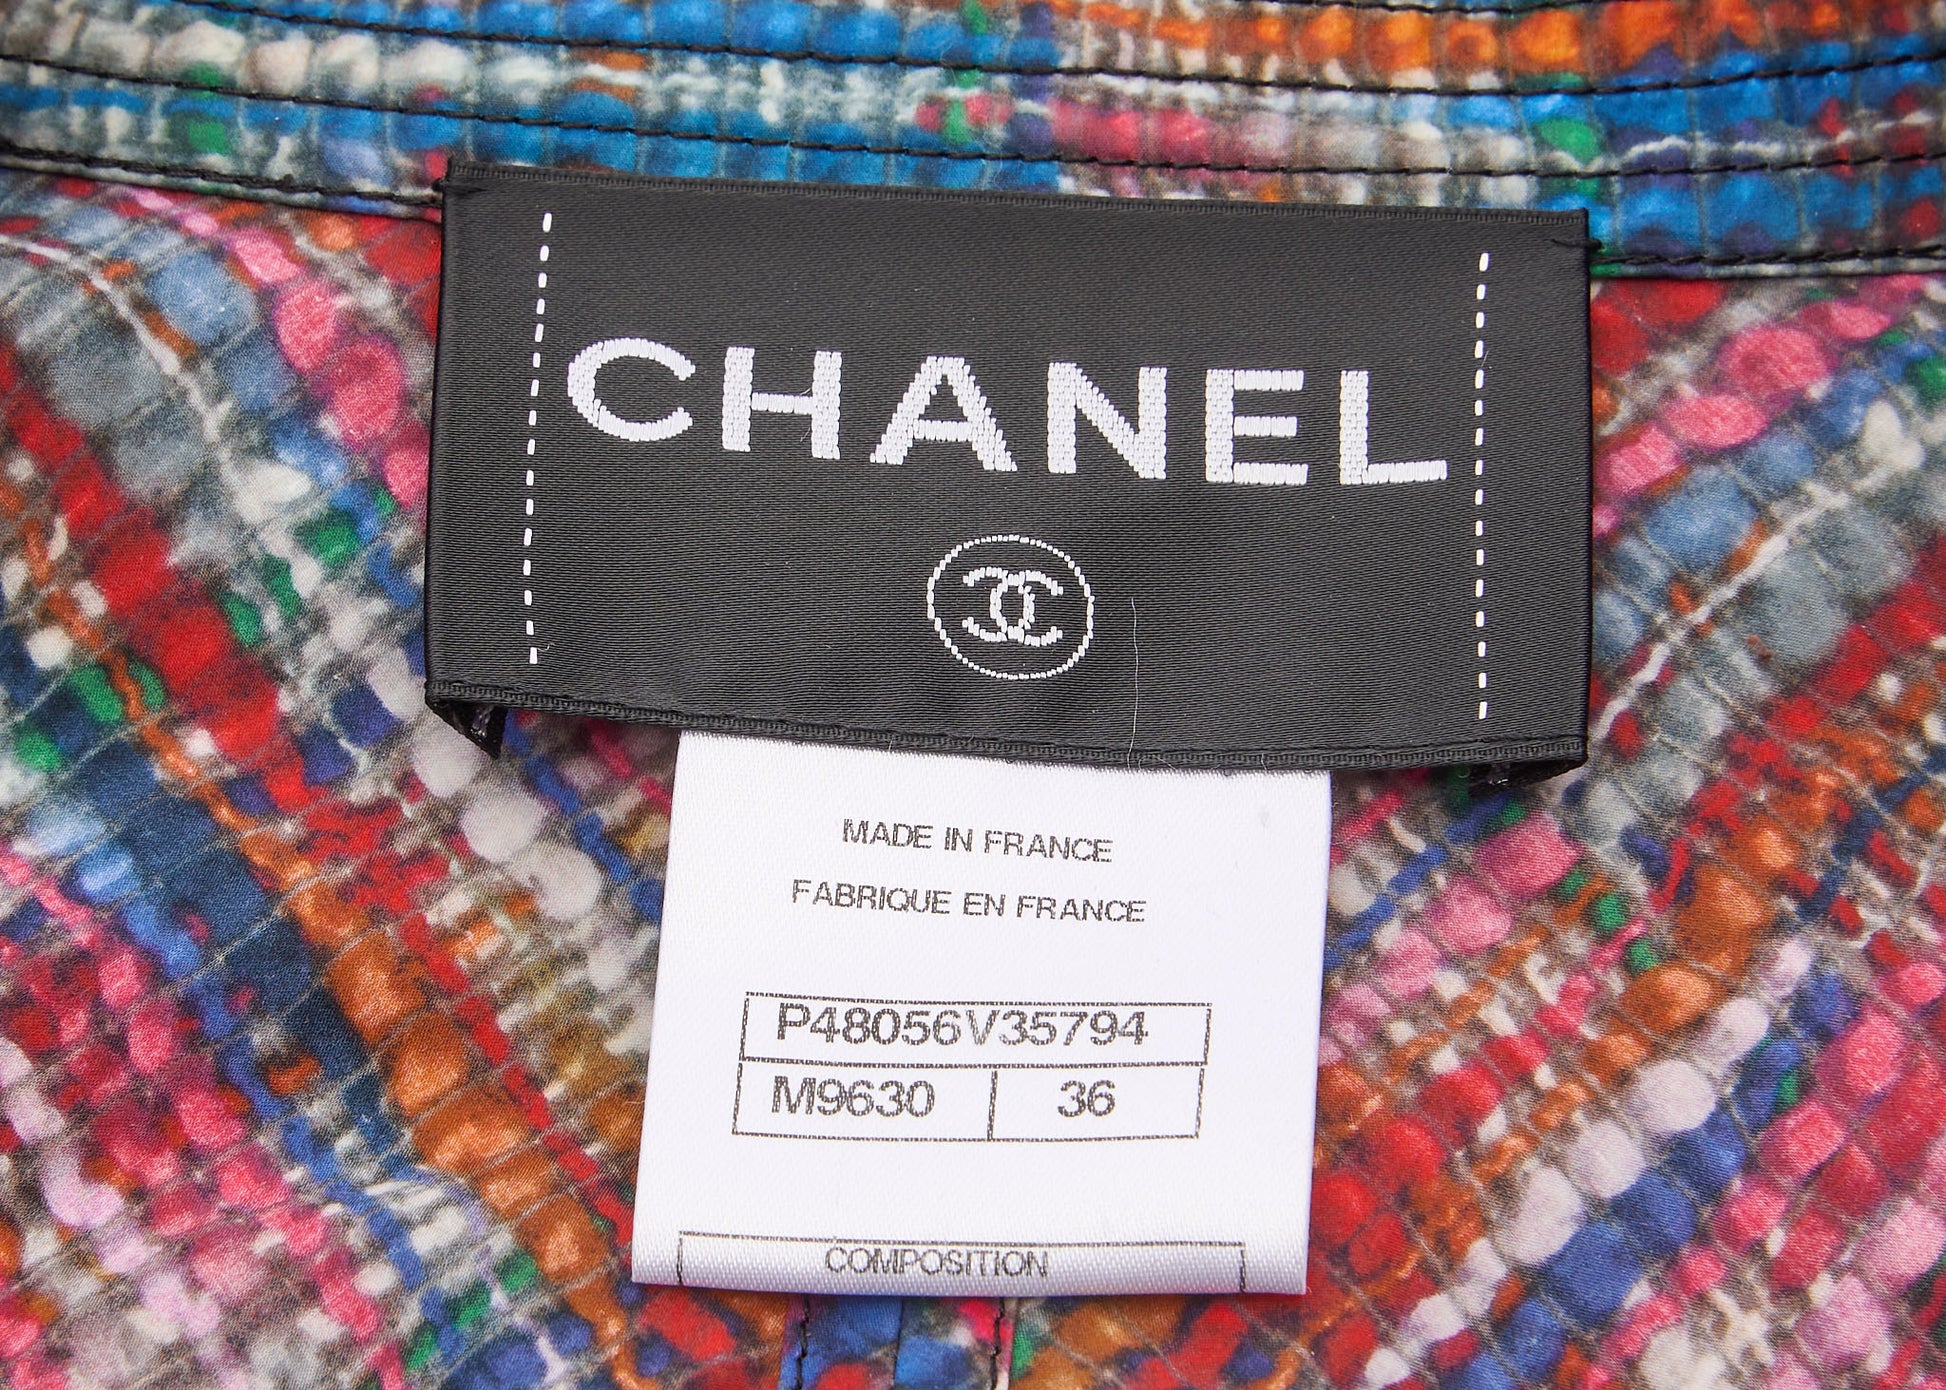 CHANEL
MADE IN FRANCE
FABRIQUE EN FRANCE
P48056V35794
M9630 36
COMPOSITION